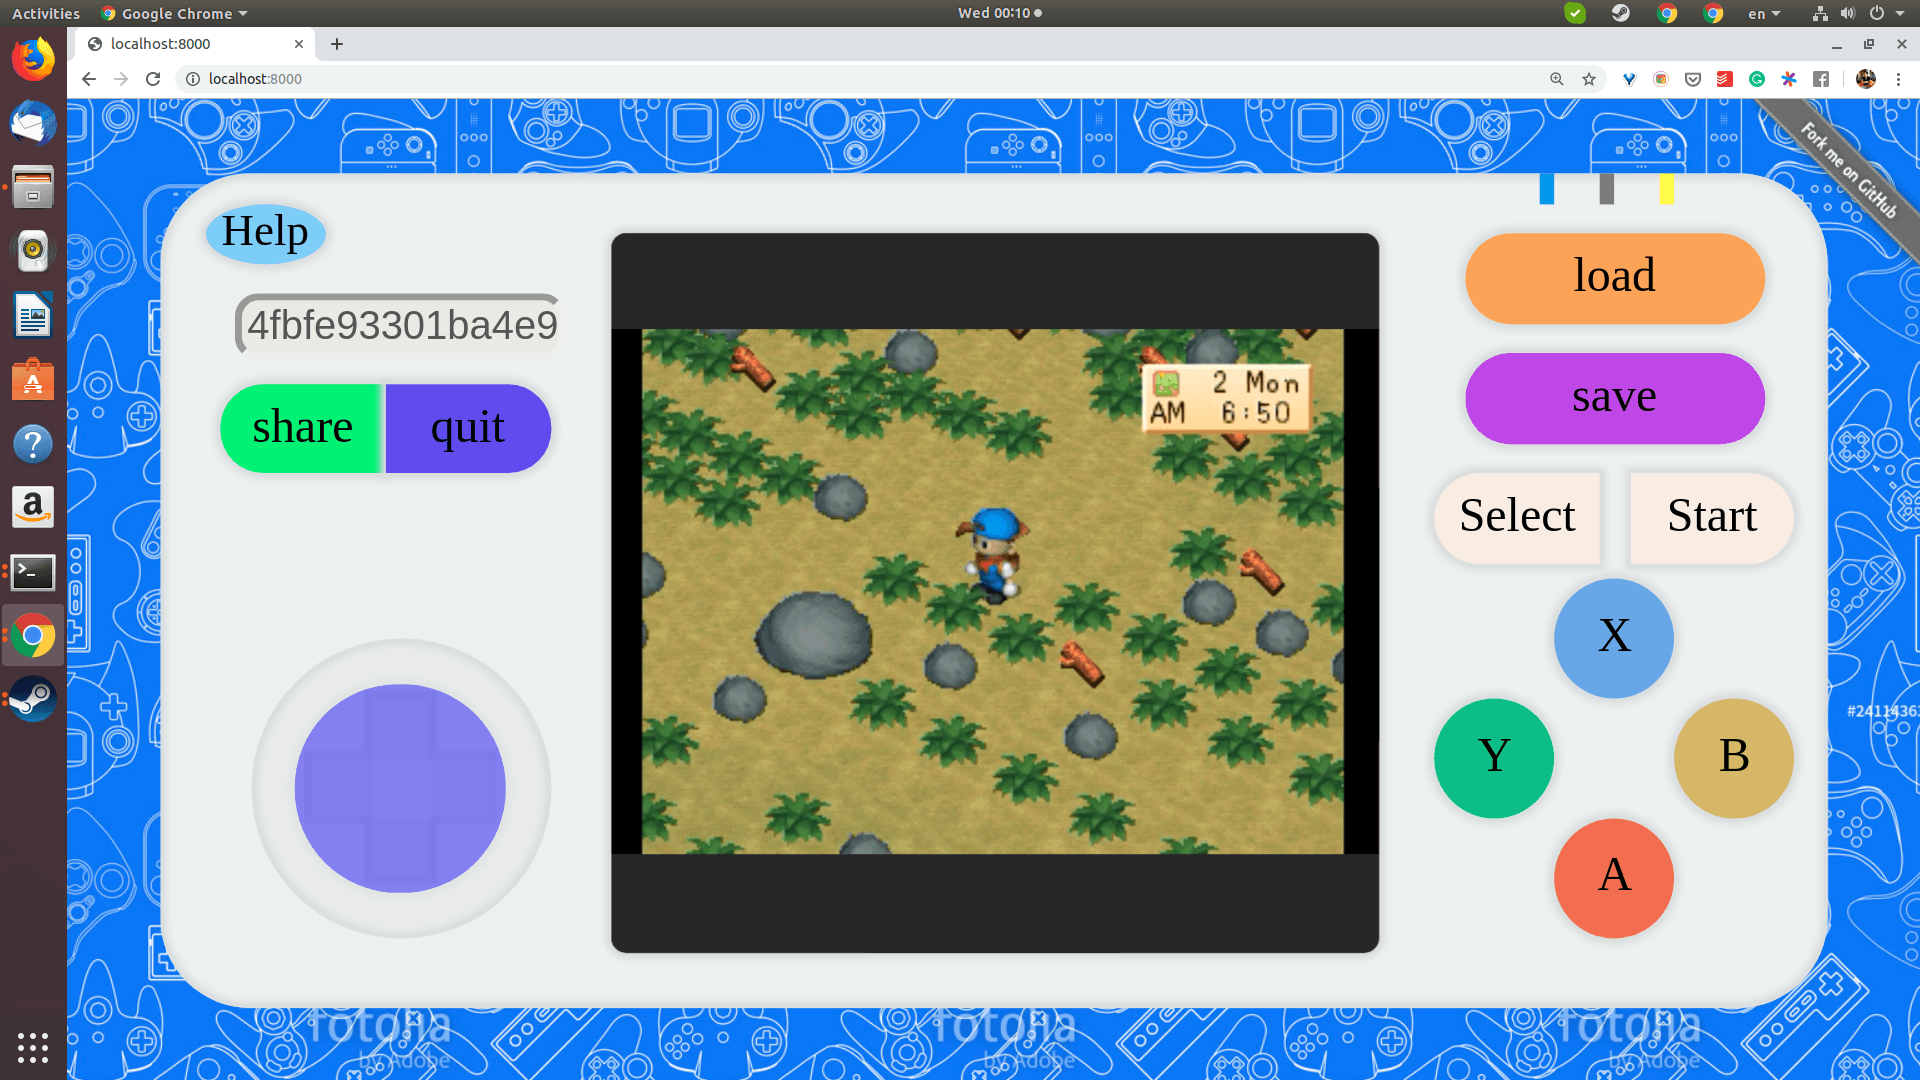 Activities Google Chrome Wed 00:10 en
localhost:8000
localhost:8000
Fork me on GitHub
Help
4fbfe93301ba4e9
share quit
2 Mon
AM 6:50
load
save
Select Start
X
Y B
A
#24114363
fotolia fotolia fotolia
by Adobe by Adobe by Adobe